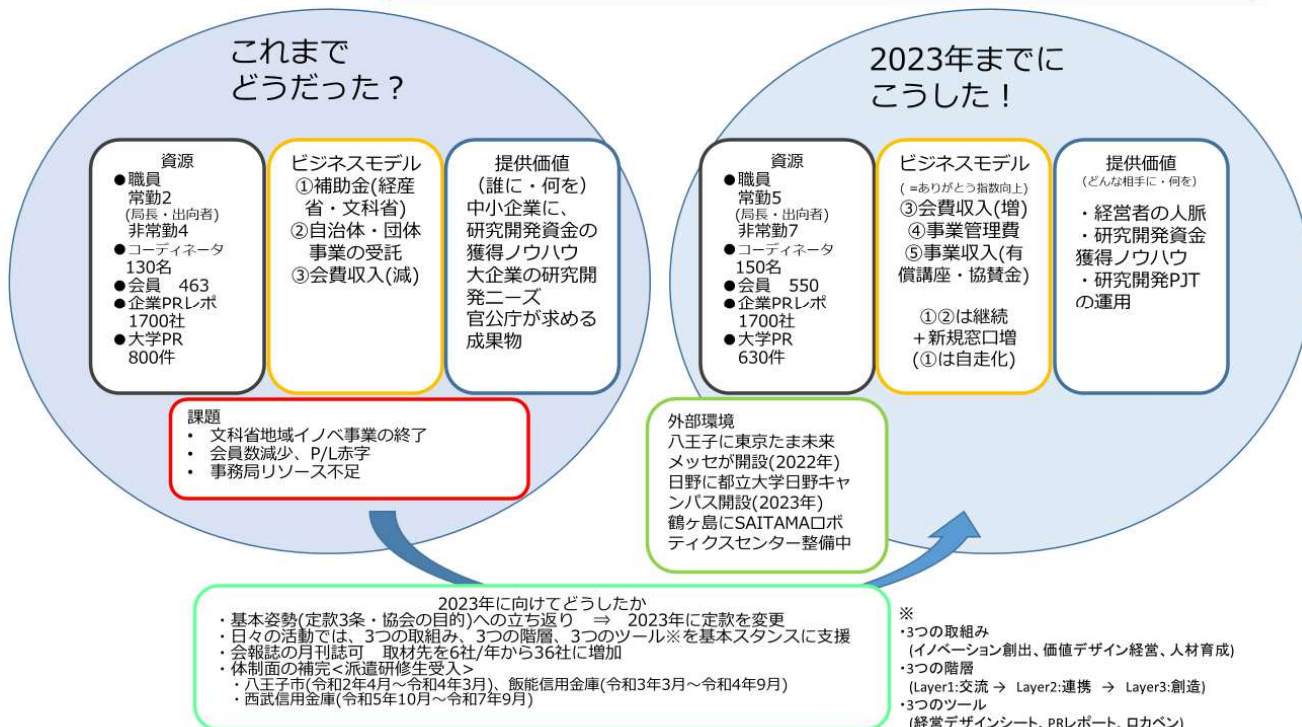 これまで
どうだった？
資源
●職員
常勤2
(局長・出向者)
非常勤4
●コーディネータ
130名
●会員　463
●企業PRレポ
1700社
●大学PR
800件
ビジネスモデル
①補助金(経産
省・文科省)
②自治体・団体
事業の受託
③会費収入(減)
提供価値
（誰に・何を）
中小企業に、
研究開発資金の
獲得ノウハウ
大企業の研究開
発ニーズ
官公庁が求める
成果物
課題
• 文科省地域イノベ事業の終了
• 会員数減少、P/L赤字
• 事務局リソース不足
2023年までに
こうした！
資源
●職員
常勤5
(局長・出向者)
非常勤7
●コーディネータ
150名
●会員　550
●企業PRレポ
1700社
●大学PR
630件
ビジネスモデル
( =ありがとう指数向上)
③会費収入(増)
④事業管理費
⑤事業収入(有
償講座・協賛金)
①②は継続
＋新規窓口増
(①は自走化)
提供価値
(どんな相手に・何を)
・経営者の人脈
・研究開発資金
獲得ノウハウ
・研究開発PJT
の運用
外部環境
八王子に東京たま未来
メッセが開設(2022年)
日野に都立大学日野キャ
ンパス開設(2023年)
鶴ヶ島にSAITAMAロボ
ティクスセンター整備中
2023年に向けてどうしたか
・基本姿勢(定款3条・協会の目的)への立ち返り　⇒　2023年に定款を変更
・日々の活動では、3つの取組み、3つの階層、3つのツール※を基本スタンスに支援
・会報誌の月刊誌可　取材先を6社/年から36社に増加
・体制面の補完<派遣研修生受入>
・八王子市(令和2年4月～令和4年3月)、飯能信用金庫(令和3年3月～令和4年9月)
・西武信用金庫(令和5年10月～令和7年9月)
※
・3つの取組み
(イノベーション創出、価値デザイン経営、人材育成)
・3つの階層
(Layer1:交流 → Layer2:連携 → Layer3:創造)
・3つのツール
(経営デザインシート、PRレポート、ロカベン)